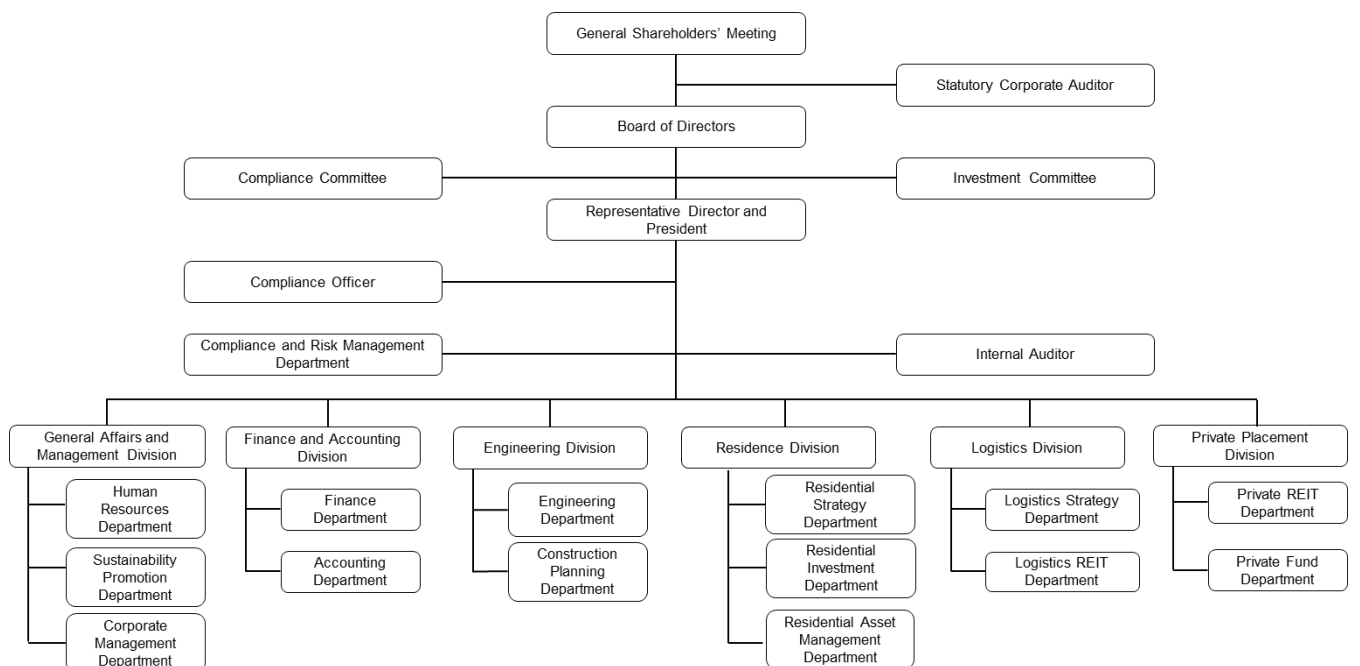 General Shareholders’ Meeting
Statutory Corporate Auditor
Board of Directors
Compliance Committee
Investment Committee
Representative Director and
President
Compliance Officer
Compliance and Risk Management
Department
Internal Auditor
General Affairs and
Management Division
Finance and Accounting
Division
Engineering Division
Residence Division
Logistics Division
Private Placement
Division
Human
Resources
Department
Finance
Department
Engineering
Department
Residential
Strategy
Department
Logistics Strategy
Department
Private REIT
Department
Sustainability
Promotion
Department
Accounting
Department
Construction
Planning
Department
Residential
Investment
Department
Logistics REIT
Department
Private Fund
Department
Corporate
Management
Department
Residential Asset
Management
Department